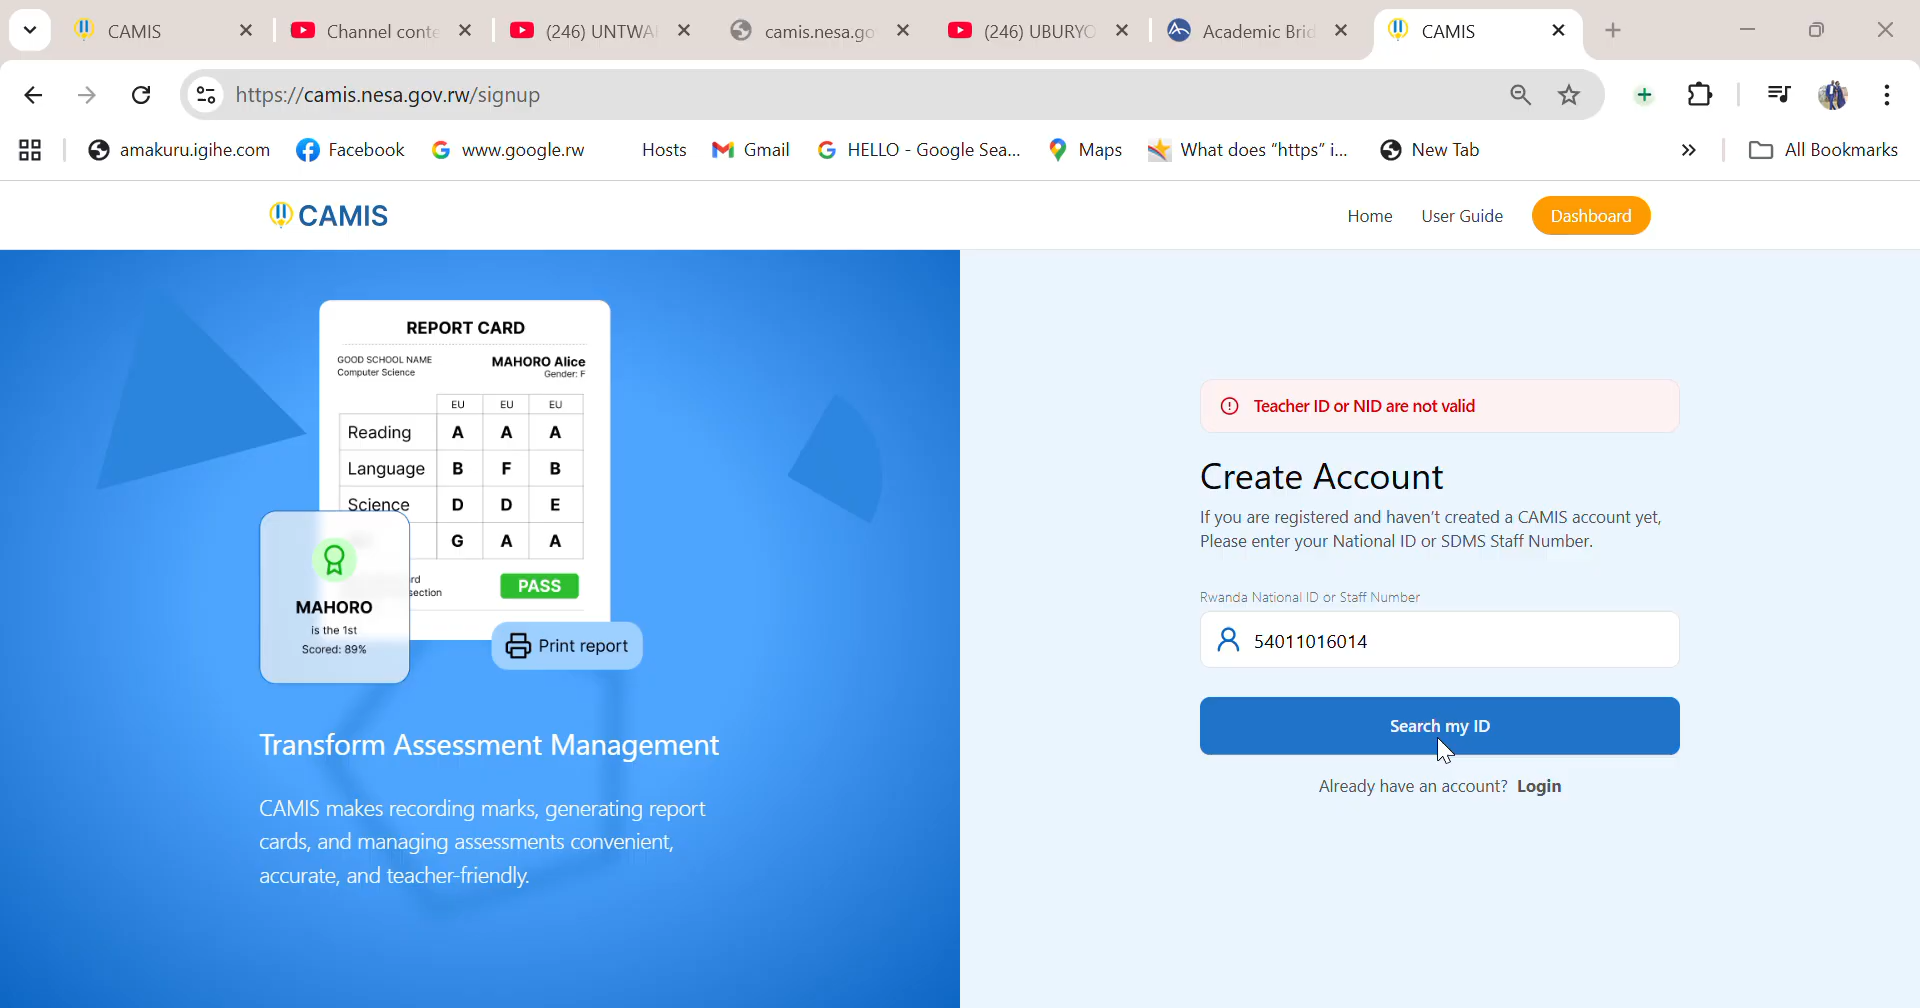 CAMIS
Channel conte
(246) UNTWA
camis.nesa.go
(246) UBURYO
Academic Brid
CAMIS
https://camis.nesa.gov.rw/signup
amakuru.igihe.com
Facebook
www.google.rw
Hosts
Gmail
HELLO - Google Sea...
Maps
What does “https” i...
New Tab
All Bookmarks
CAMIS
Home
User Guide
Dashboard
REPORT CARD
GOOD SCHOOL NAME
Computer Science
MAHORO Alice
Gender: F
EU EU EU
Reading A A A
Language B F B
Science D D E
G A A
rd
section
PASS
MAHORO
is the 1st
Scored: 89%
Print report
Transform Assessment Management
CAMIS makes recording marks, generating report
cards, and managing assessments convenient,
accurate, and teacher-friendly.
Teacher ID or NID are not valid
Create Account
If you are registered and haven't created a CAMIS account yet,
Please enter your National ID or SDMS Staff Number.
Rwanda National ID or Staff Number
54011016014
Search my ID
Already have an account? Login